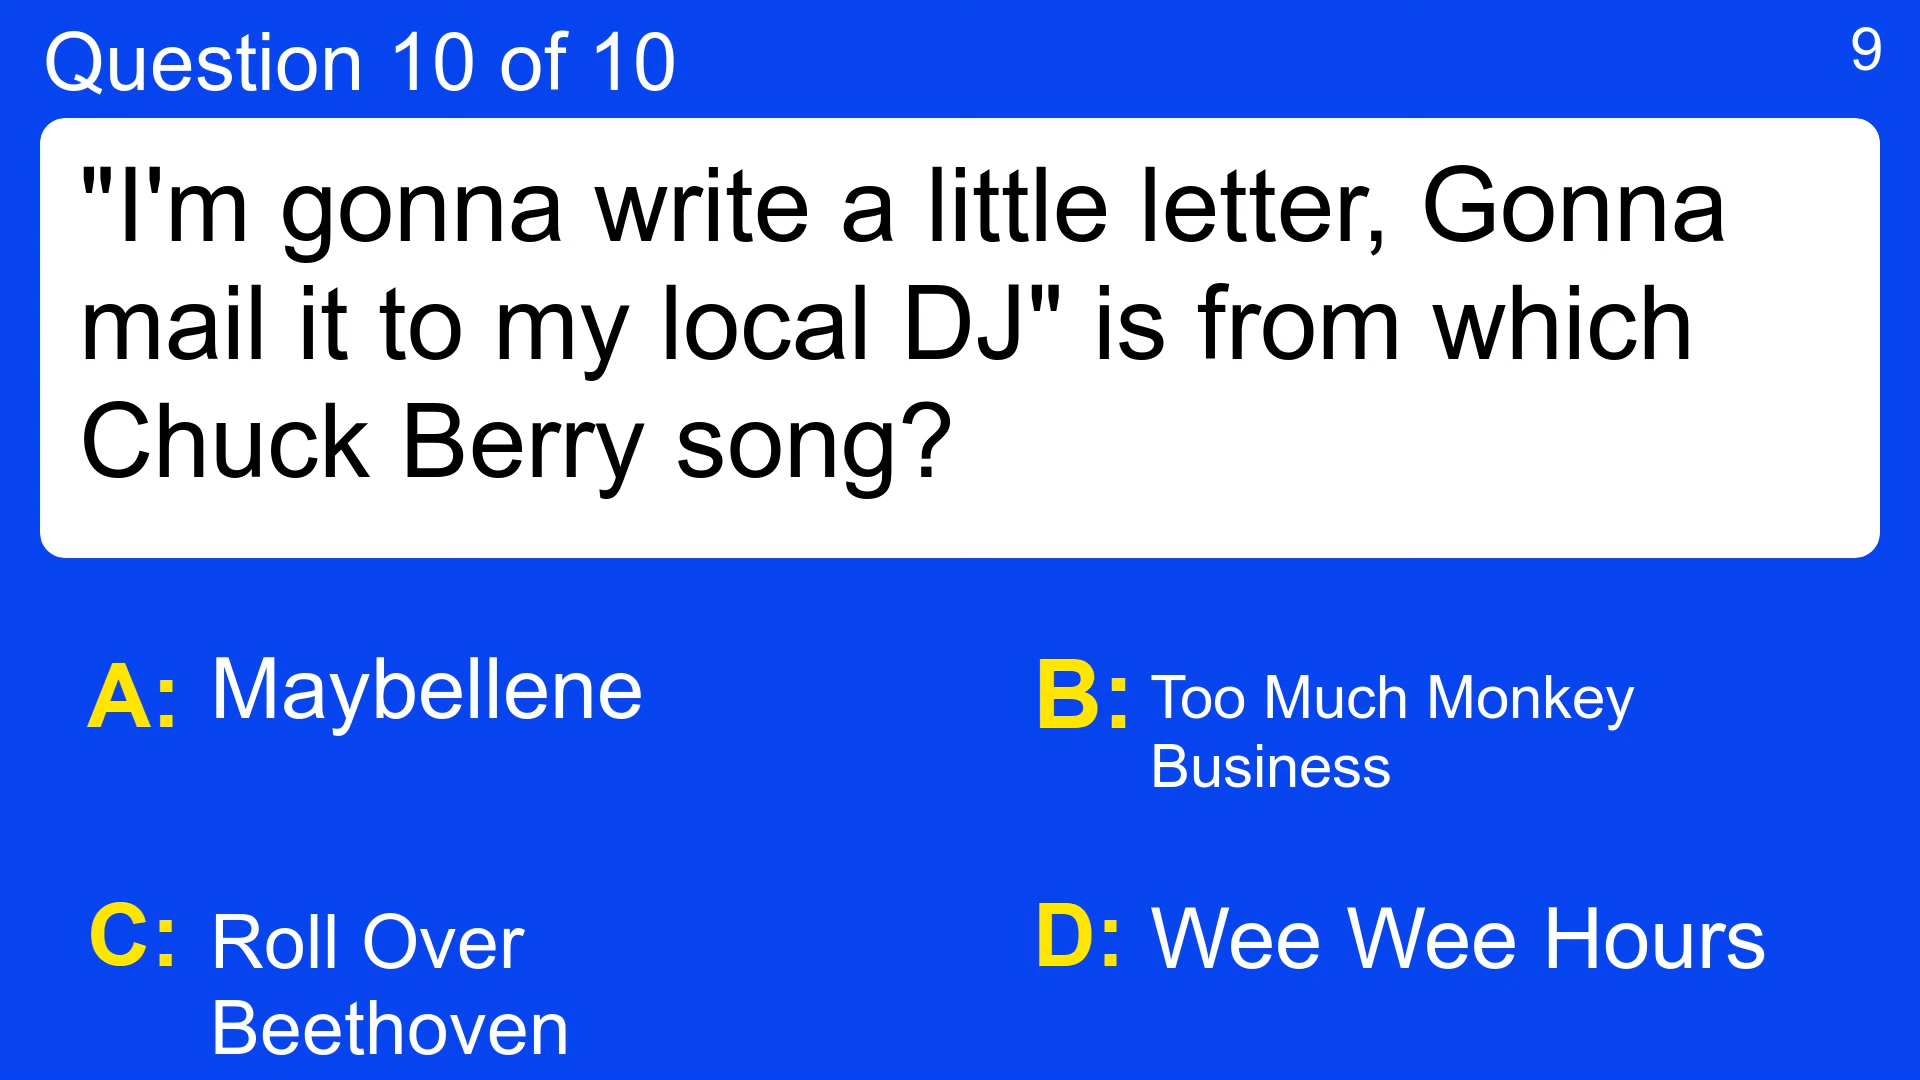 Question 10 of 10
9
"I'm gonna write a little letter, Gonna
mail it to my local DJ" is from which
Chuck Berry song?
A: Maybellene
B: Too Much Monkey
Business
C: Roll Over
Beethoven
D: Wee Wee Hours